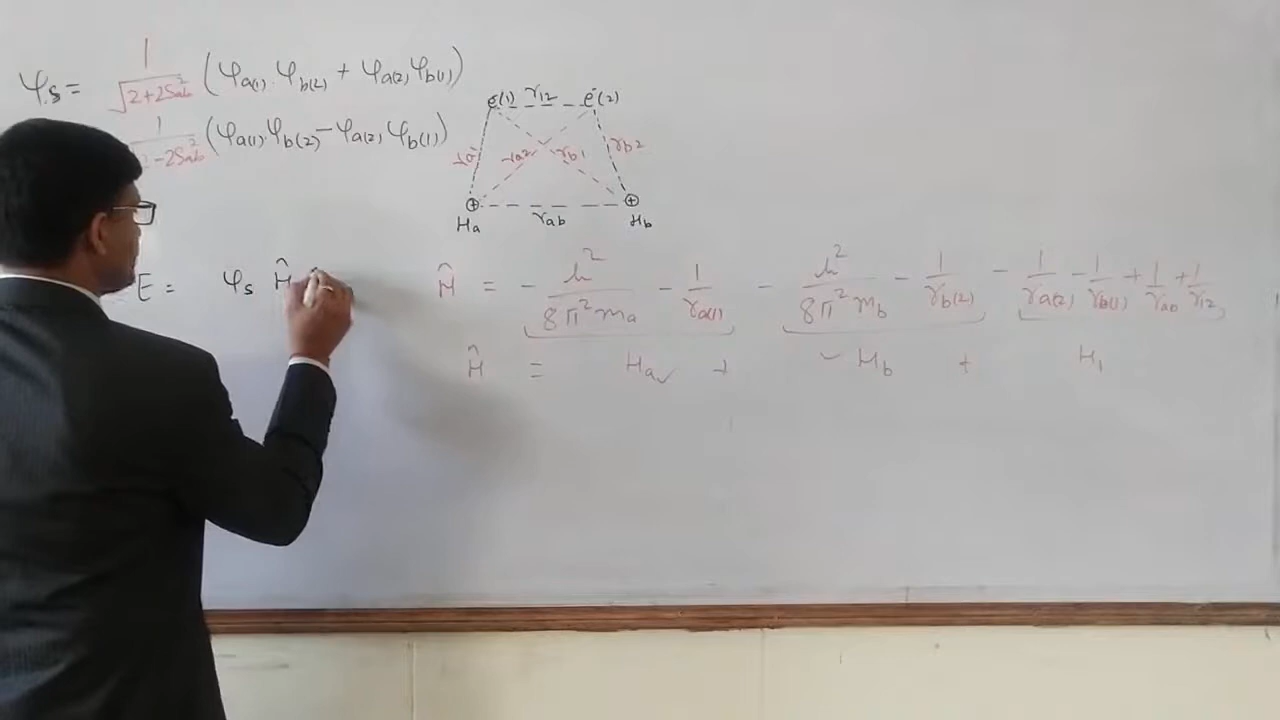 Ψs = 1/√2+2Sab² (Ψa(1).Ψb(2) + Ψa(2)Ψb(1))
1/2-2Sab² (Ψa(1).Ψb(2) - Ψa(2)Ψb(1))
e⁻(1) r12 e⁻(2)
ra2 rb1 rb2
⊕ ⊕
Ha rab Hb
E = Ψs Ĥ
Ĥ = - h²/8π²ma - 1/ra(1) - h²/8π²mb - 1/rb(2) - 1/ra(2) - 1/rb(1) + 1/rab + 1/r12
Ĥ = Ha + Hb + H1